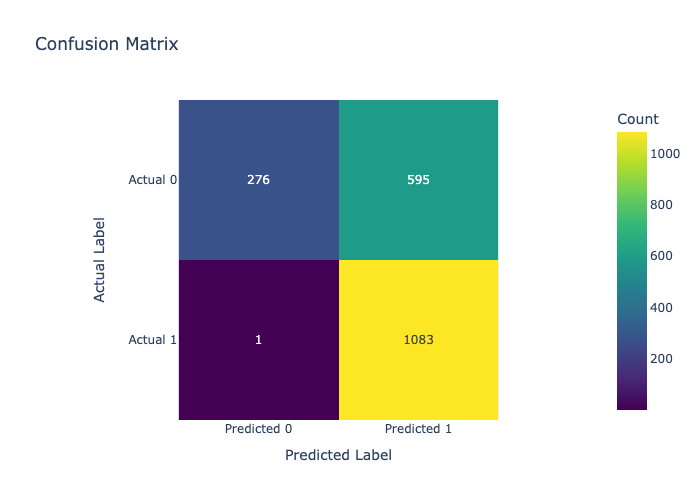 Confusion Matrix
Count
Actual 0
276
595
1000
800
600
400
200
Actual Label
Actual 1
1
1083
Predicted 0
Predicted 1
Predicted Label